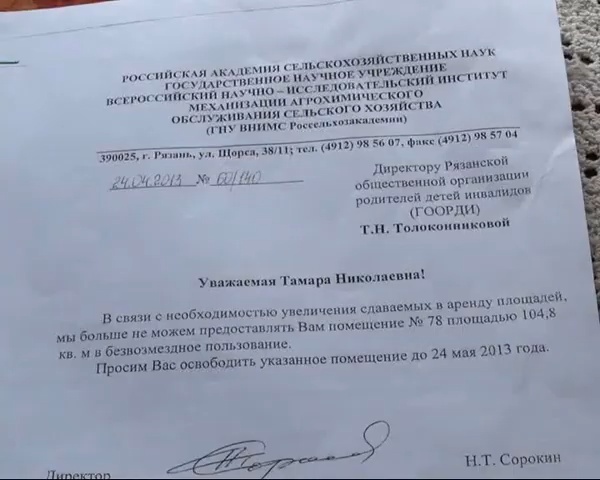 РОССИЙСКАЯ АКАДЕМИЯ СЕЛЬСКОХОЗЯЙСТВЕННЫХ НАУК
ГОСУДАРСТВЕННОЕ НАУЧНОЕ УЧРЕЖДЕНИЕ
ВСЕРОССИЙСКИЙ НАУЧНО – ИССЛЕДОВАТЕЛЬСКИЙ ИНСТИТУТ
МЕХАНИЗАЦИИ АГРОХИМИЧЕСКОГО
ОБСЛУЖИВАНИЯ СЕЛЬСКОГО ХОЗЯЙСТВА
(ГНУ ВНИМС Россельхозакадемии)
390025, г. Рязань, ул. Щорса, 38/11; тел. (4912) 98 56 07, факс (4912) 98 57 04
24.04.2013 № 60/140
Директору Рязанской
общественной организации
родителей детей инвалидов
(ГООРДИ)
Т.Н. Толоконниковой
Уважаемая Тамара Николаевна!
В связи с необходимостью увеличения сдаваемых в аренду площадей,
мы больше не можем предоставлять Вам помещение № 78 площадью 104,8
кв. м в безвозмездное пользование.
Просим Вас освободить указанное помещение до 24 мая 2013 года.
Директор Н.Т. Сорокин